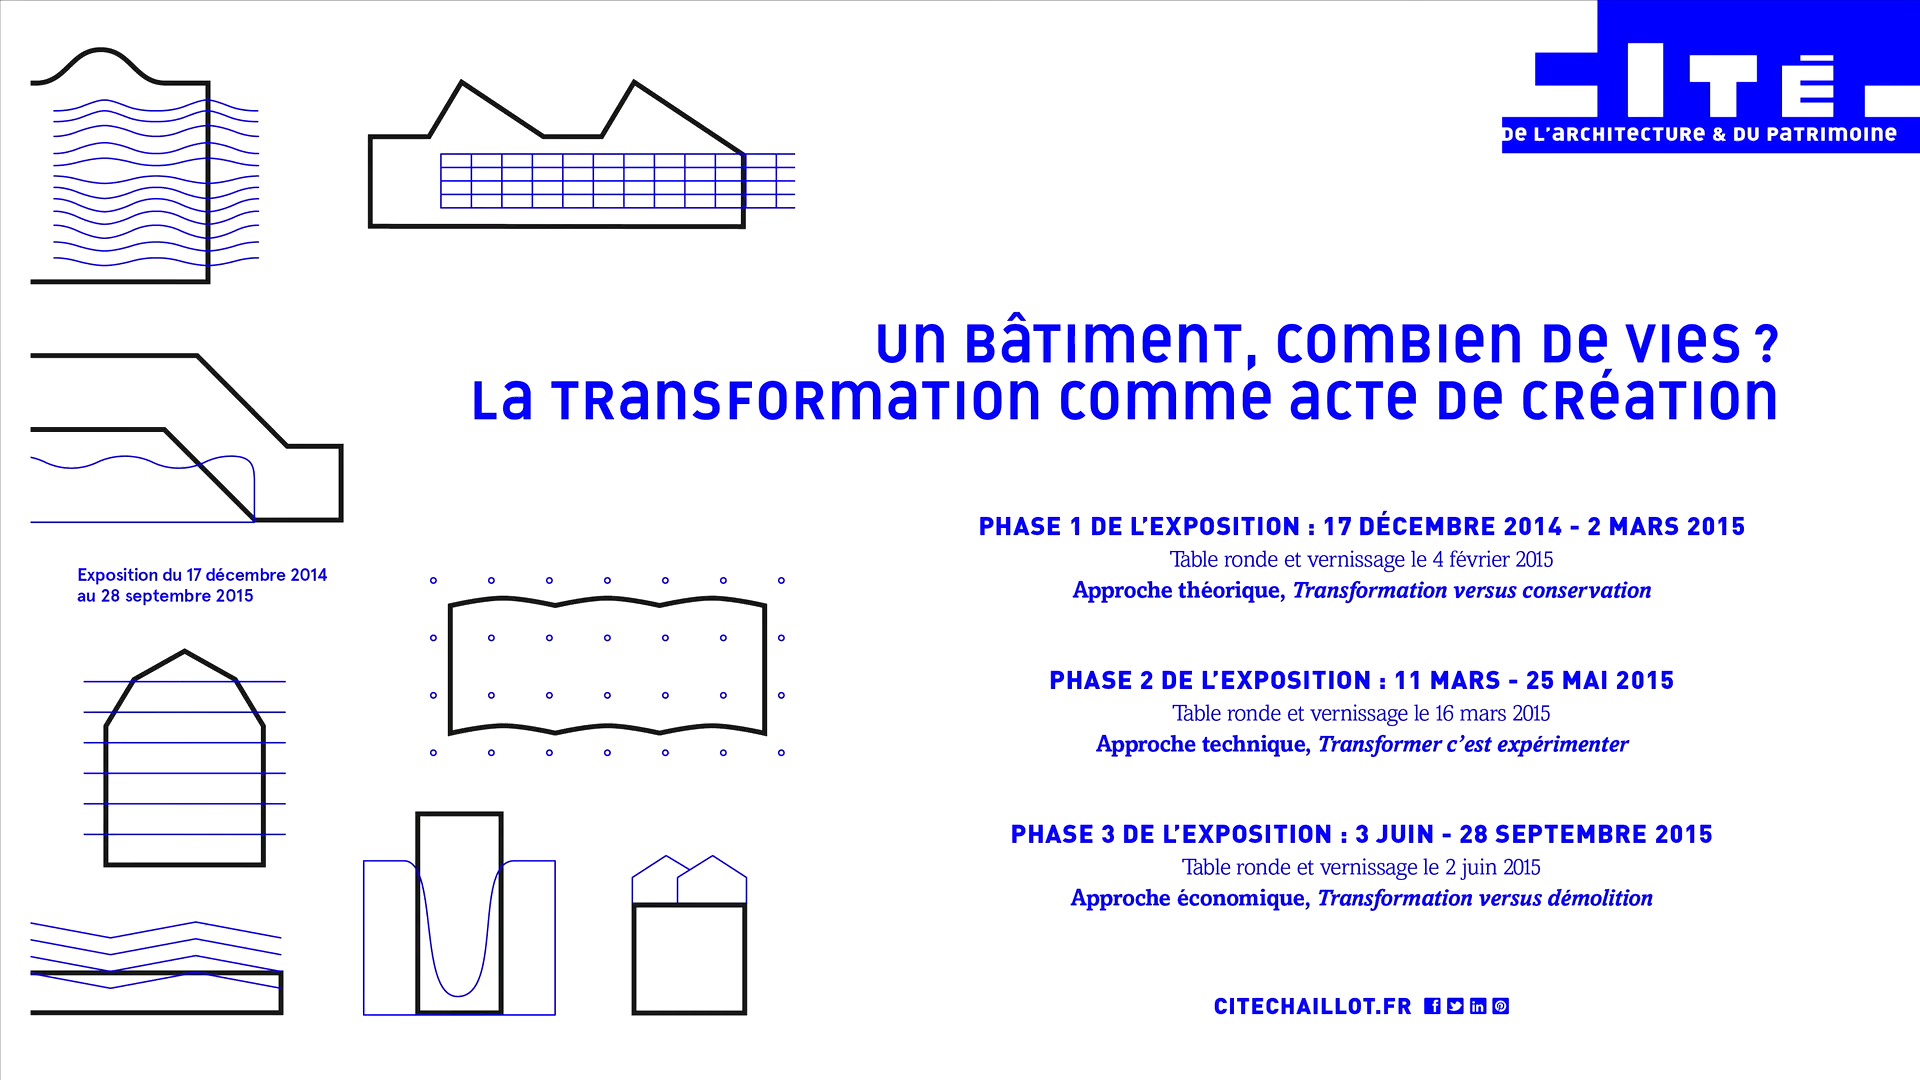 CITÉ
De L'aRCHITeCTURe & DU PaTRImoIne
Un BâTImenT, ComBIen De VIes ?
La TRansFoRmaTIon Comme aCTe De CRéaTIon
PHASE 1 DE L'EXPOSITION : 17 DÉCEMBRE 2014 - 2 MARS 2015
Table ronde et vernissage le 4 février 2015
Approche théorique, Transformation versus conservation
Exposition du 17 décembre 2014
au 28 septembre 2015
PHASE 2 DE L'EXPOSITION : 11 MARS - 25 MAI 2015
Table ronde et vernissage le 16 mars 2015
Approche technique, Transformer c'est expérimenter
PHASE 3 DE L'EXPOSITION : 3 JUIN - 28 SEPTEMBRE 2015
Table ronde et vernissage le 2 juin 2015
Approche économique, Transformation versus démolition
CITECHAILLOT.FR